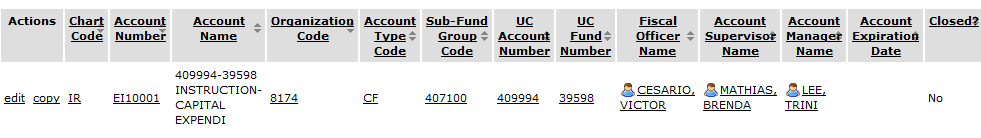 Actions Chart Code Account Number Account Name Organization Code Account Type Code Sub-Fund Group Code UC Account Number UC Fund Number Fiscal Officer Name Account Supervisor Name Account Manager Name Account Expiration Date Closed?
edit copy IR EI10001 409994-39598 INSTRUCTION-CAPITAL EXPENDI 8174 CF 407100 409994 39598 CESARIO, VICTOR MATHIAS, BRENDA LEE, TRINI No